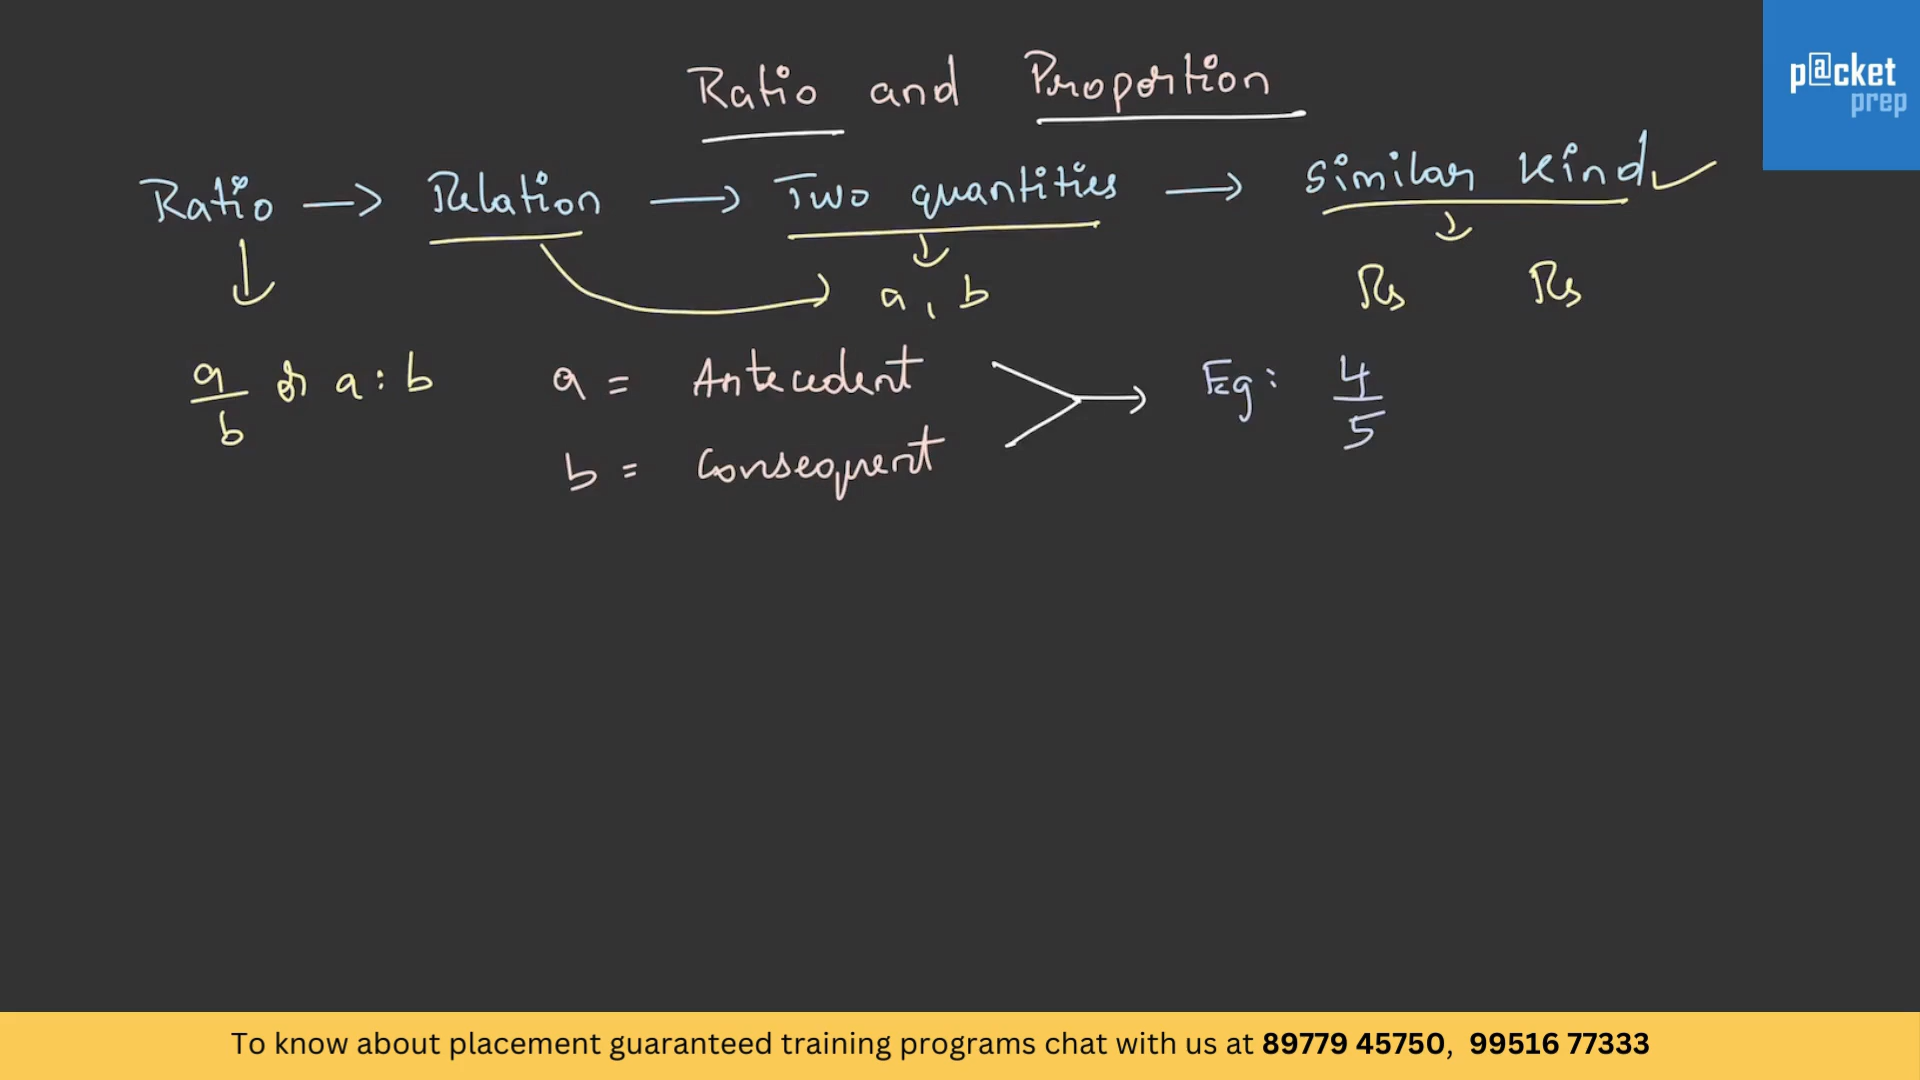 Ratio and Proportion
p@cket
prep
Ratio → Relation → Two quantities → Similar Kind ✓
a, b
Rs Rs
a/b or a : b
a = Antecedent
b = Consequent
Eg: 4/5
To know about placement guaranteed training programs chat with us at 89779 45750, 99516 77333